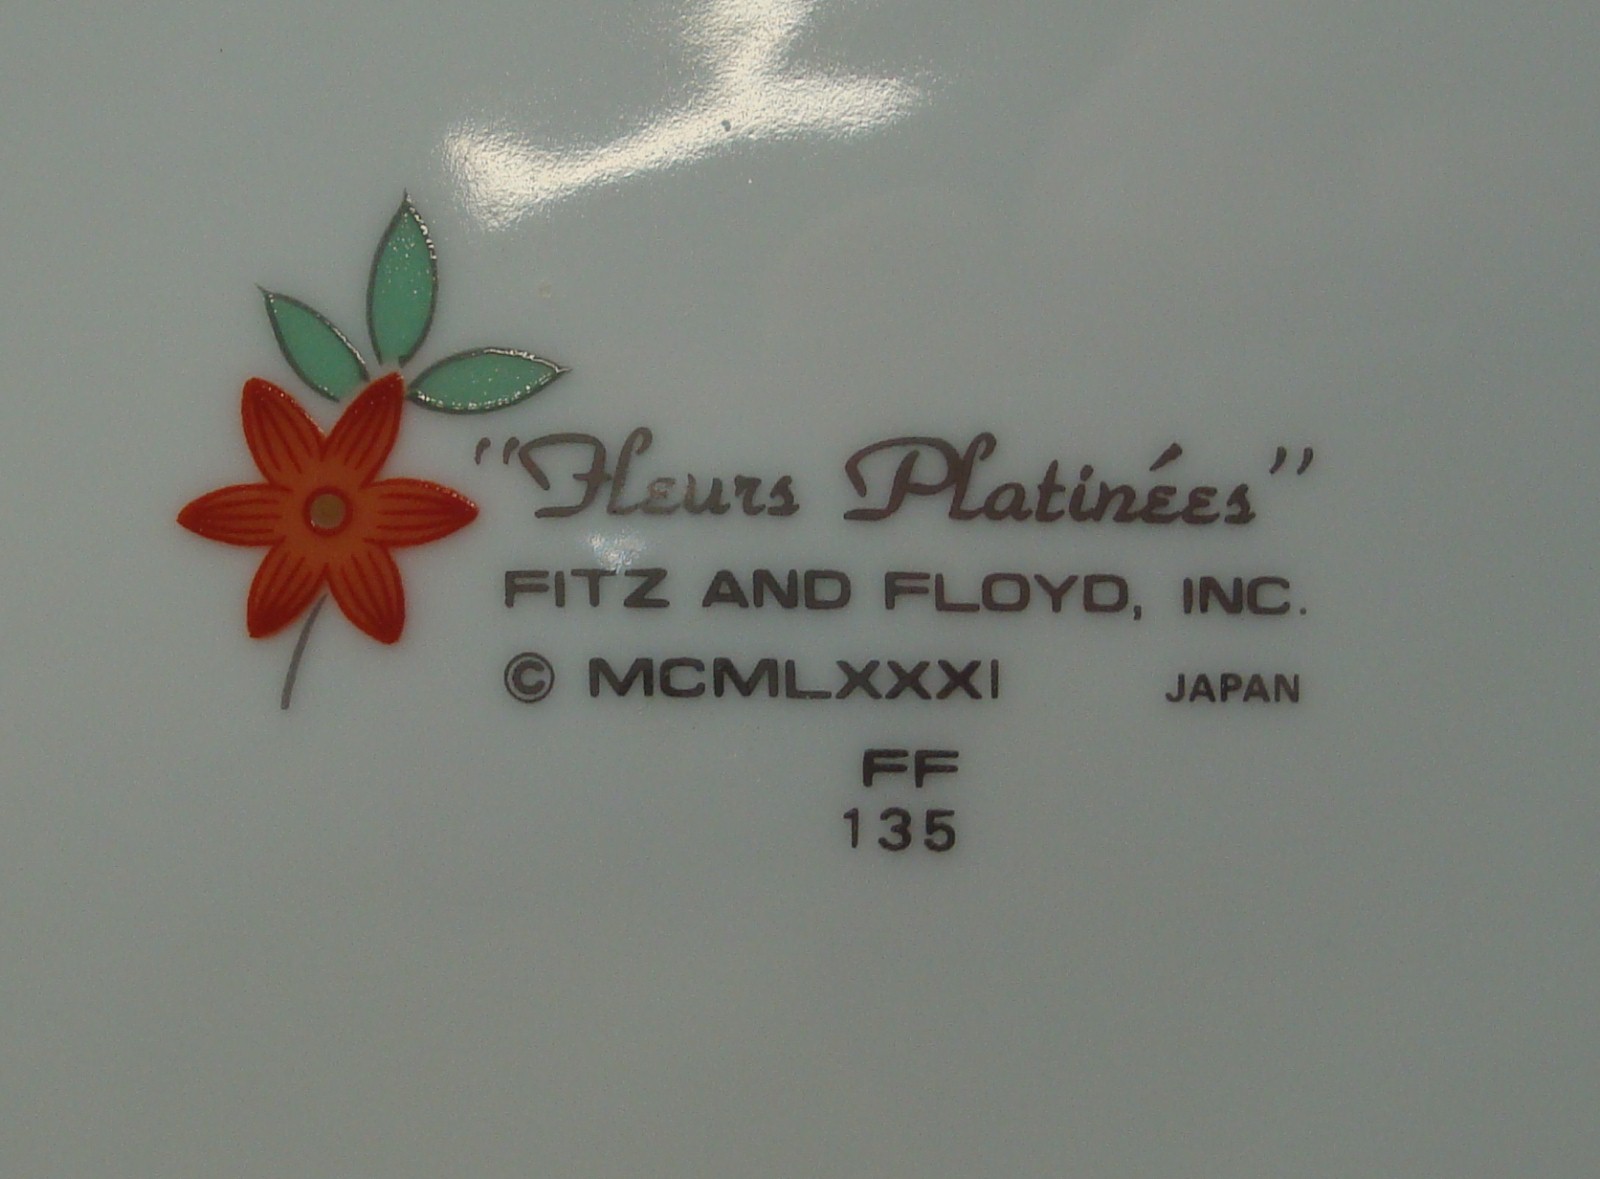 "Fleurs Platinées"
FITZ AND FLOYD, INC.
© MCMLXXXI JAPAN
FF
135